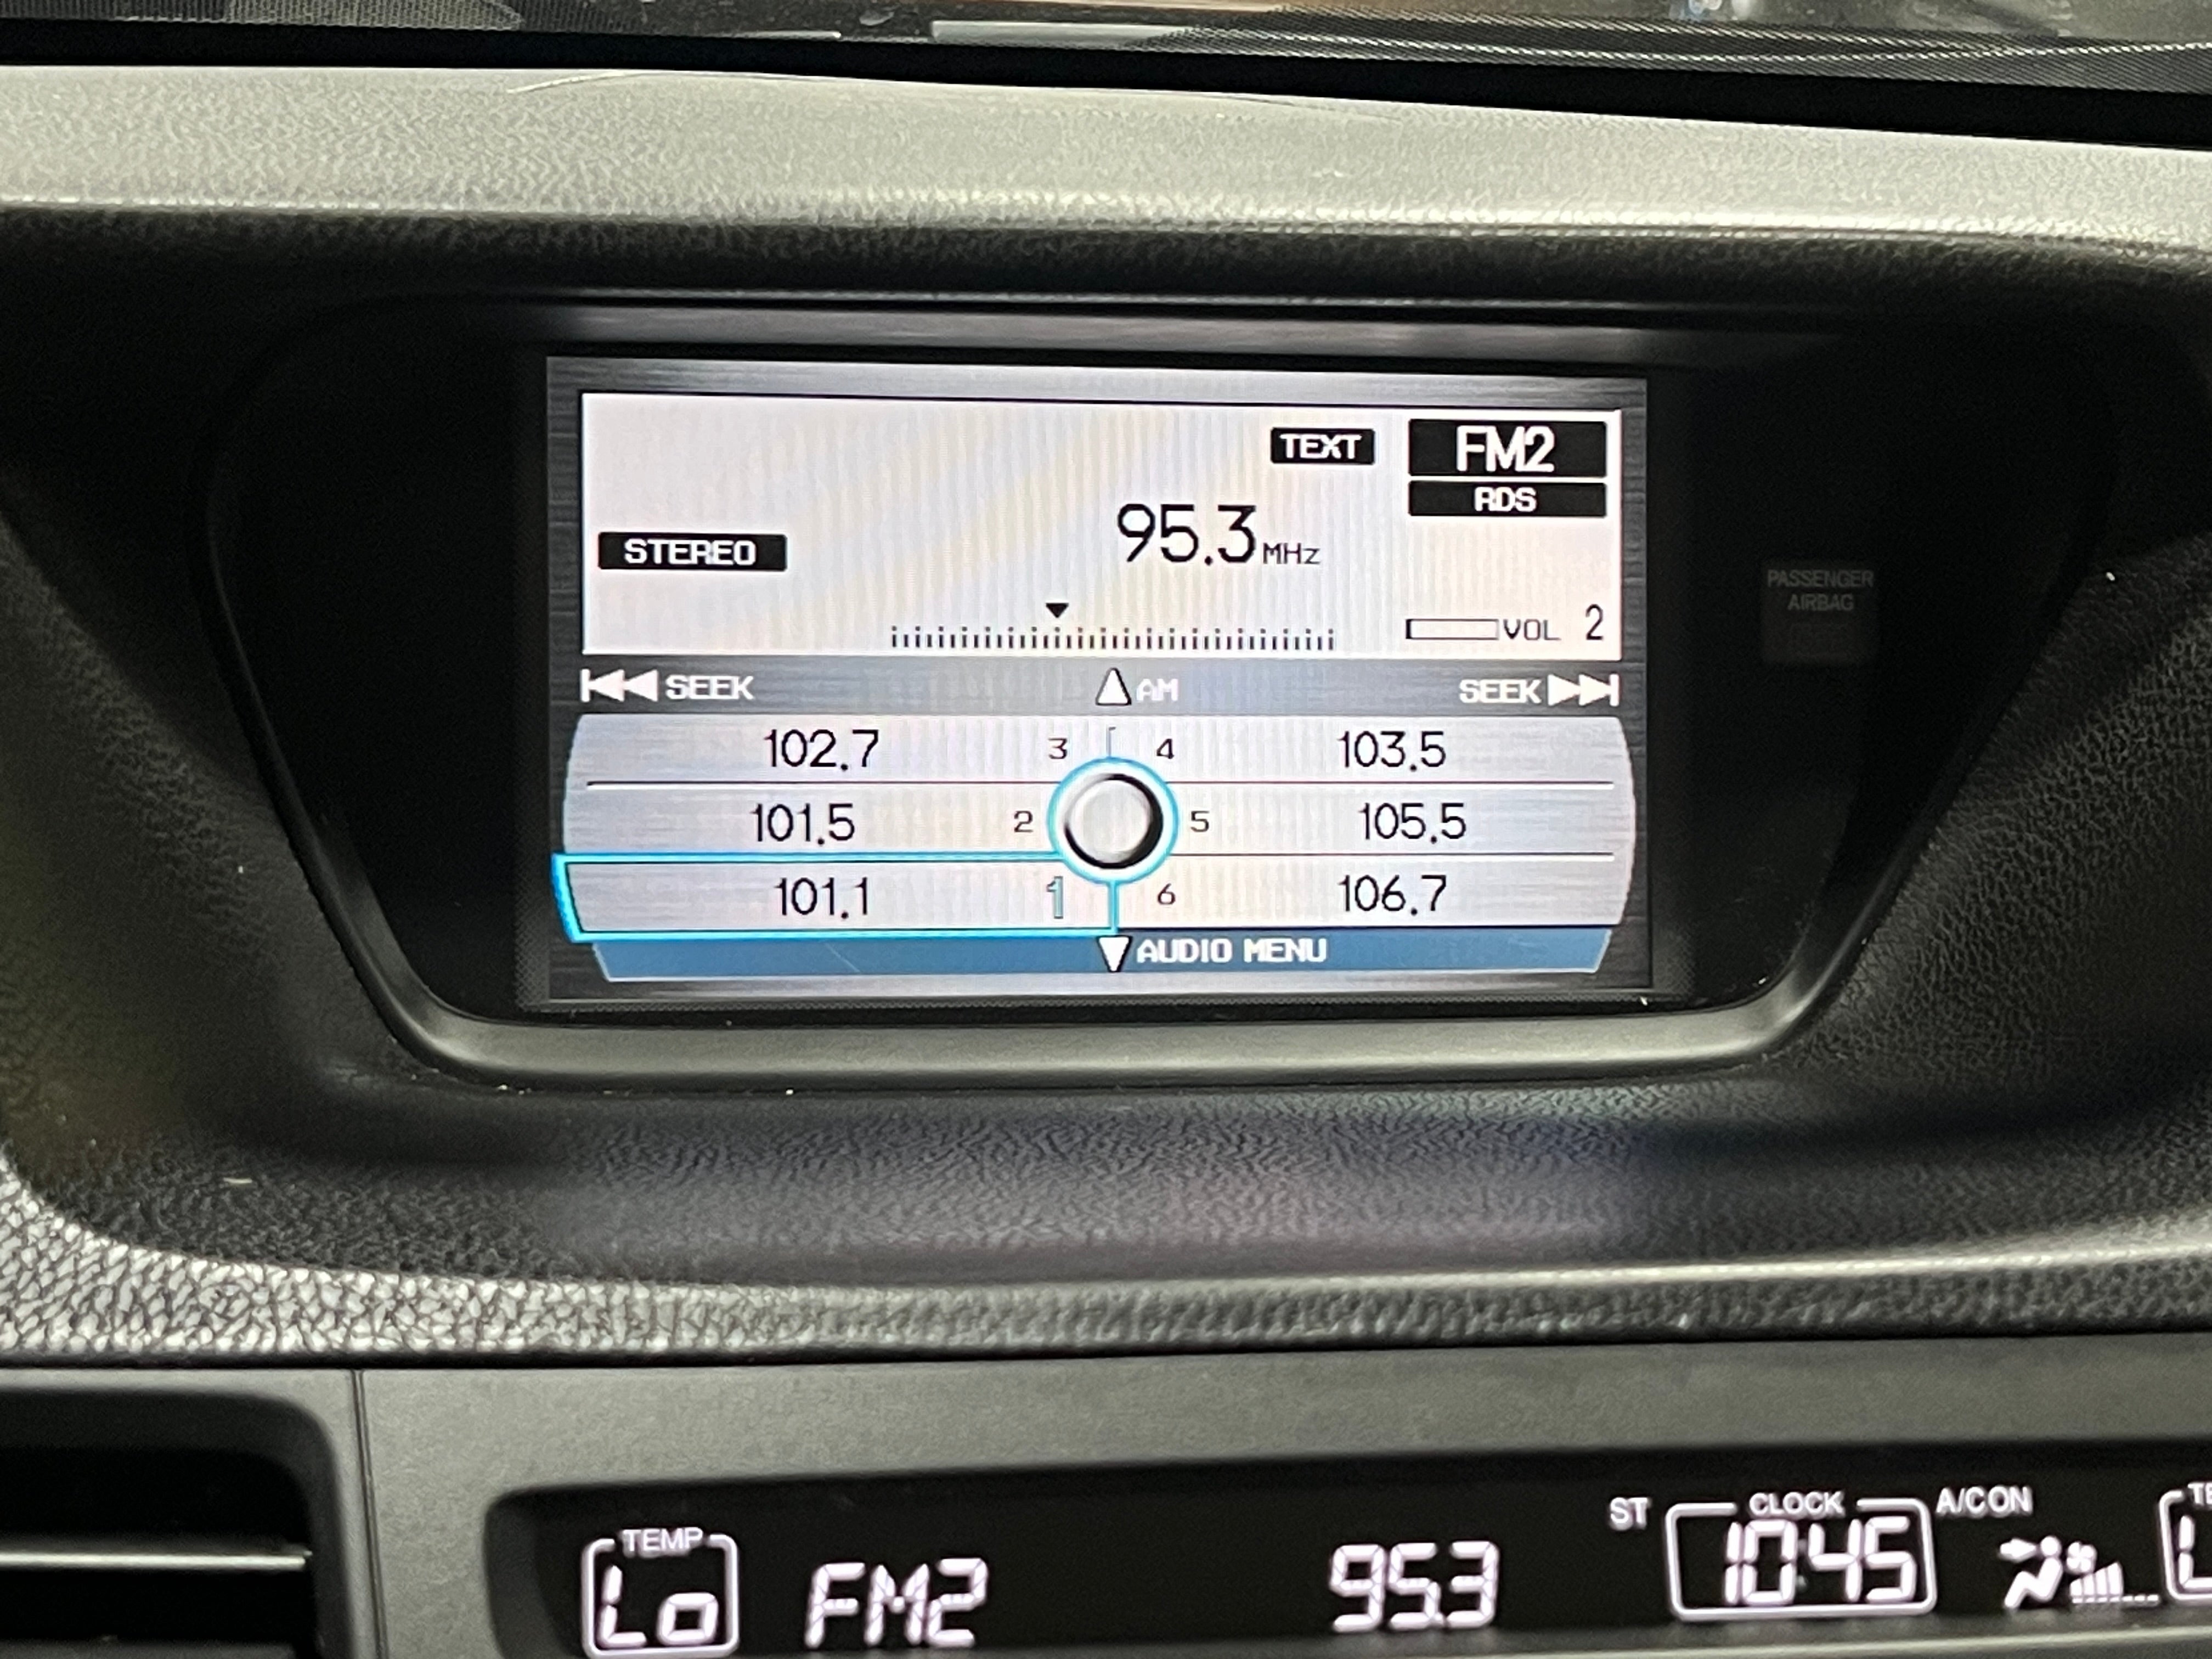 TEXT FM2
RDS
95.3 MHz
STEREO
VOL 2
SEEK AM SEEK
102.7 3 4 103.5
101.5 2 5 105.5
101.1 1 6 106.7
AUDIO MENU
PASSENGER
AIRBAG
ST CLOCK A/CON
TEMP
Lo FM2 95.3 10:45